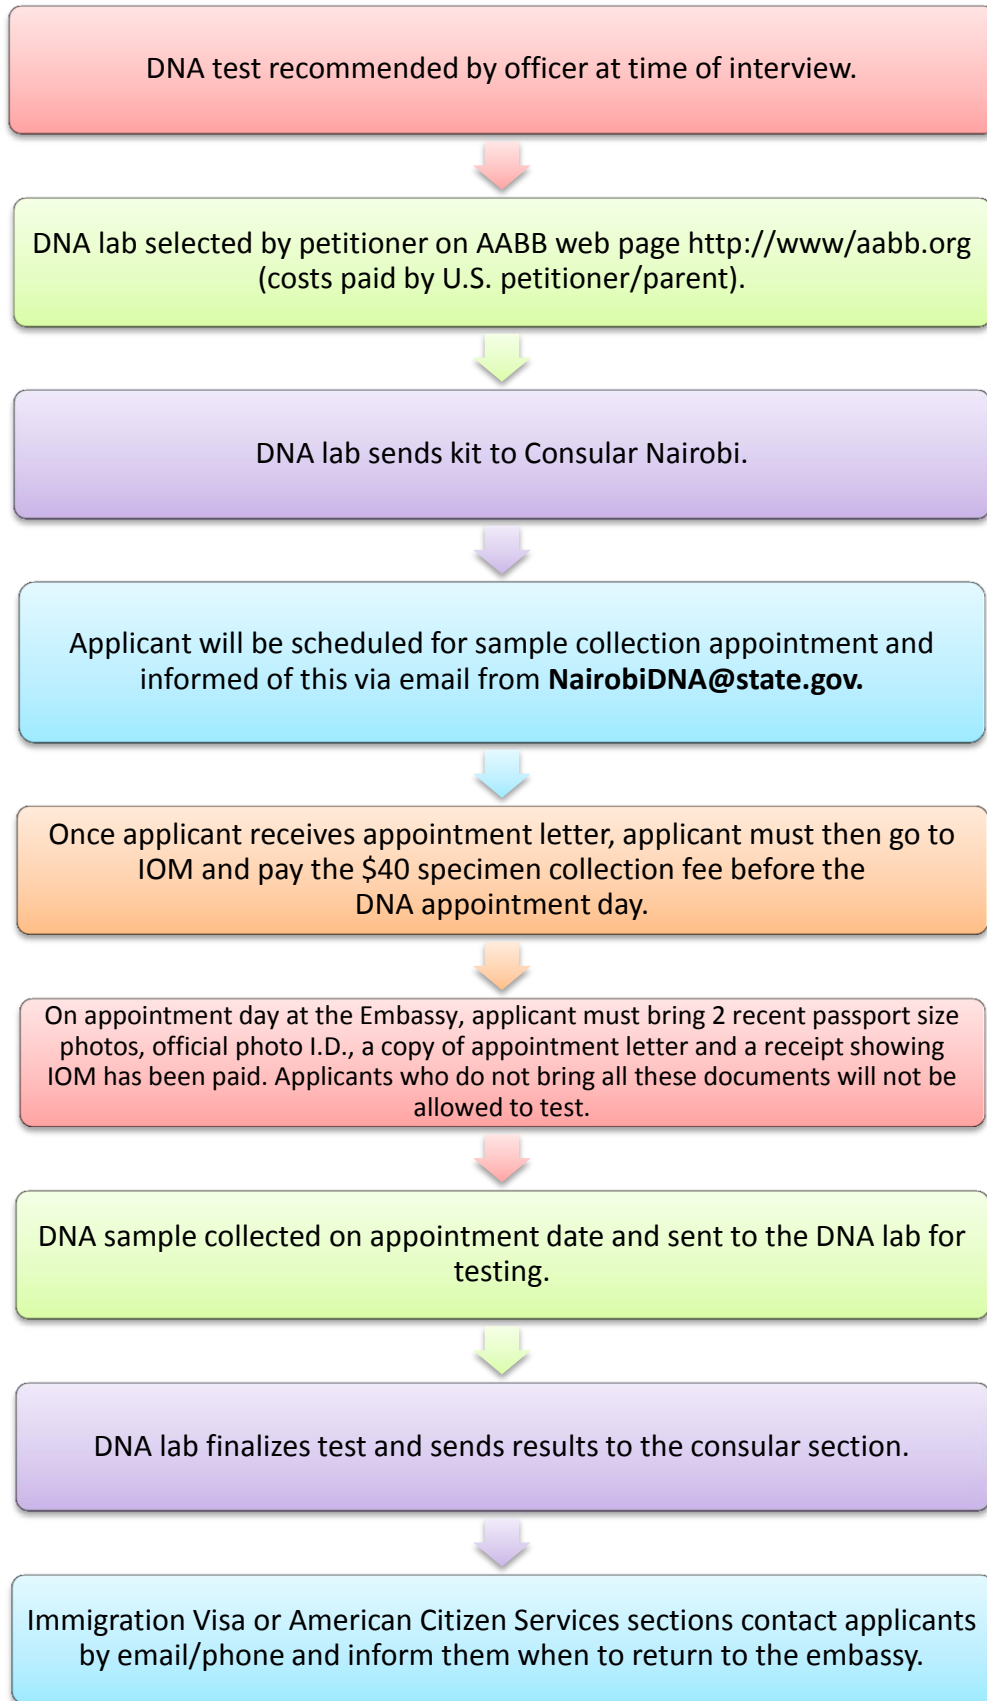 DNA test recommended by officer at time of interview.
DNA lab selected by petitioner on AABB web page http://www/aabb.org
(costs paid by U.S. petitioner/parent).
DNA lab sends kit to Consular Nairobi.
Applicant will be scheduled for sample collection appointment and
informed of this via email from NairobiDNA@state.gov.
Once applicant receives appointment letter, applicant must then go to
IOM and pay the $40 specimen collection fee before the
DNA appointment day.
On appointment day at the Embassy, applicant must bring 2 recent passport size
photos, official photo I.D., a copy of appointment letter and a receipt showing
IOM has been paid. Applicants who do not bring all these documents will not be
allowed to test.
DNA sample collected on appointment date and sent to the DNA lab for
testing.
DNA lab finalizes test and sends results to the consular section.
Immigration Visa or American Citizen Services sections contact applicants
by email/phone and inform them when to return to the embassy.